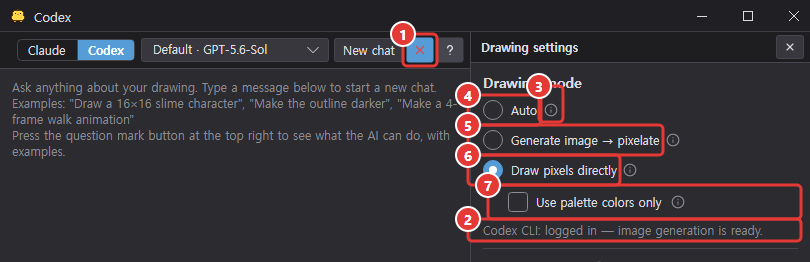 Codex
Claude Codex Default · GPT-5.6-Sol New chat ?
Drawing settings
Ask anything about your drawing. Type a message below to start a new chat.
Examples: "Draw a 16×16 slime character", "Make the outline darker", "Make a 4-
frame walk animation"
Press the question mark button at the top right to see what the AI can do, with
examples.
1
Drawing mode
3
4
Auto
5
Generate image → pixelate
6
Draw pixels directly
7
Use palette colors only
2
Codex CLI: logged in — image generation is ready.